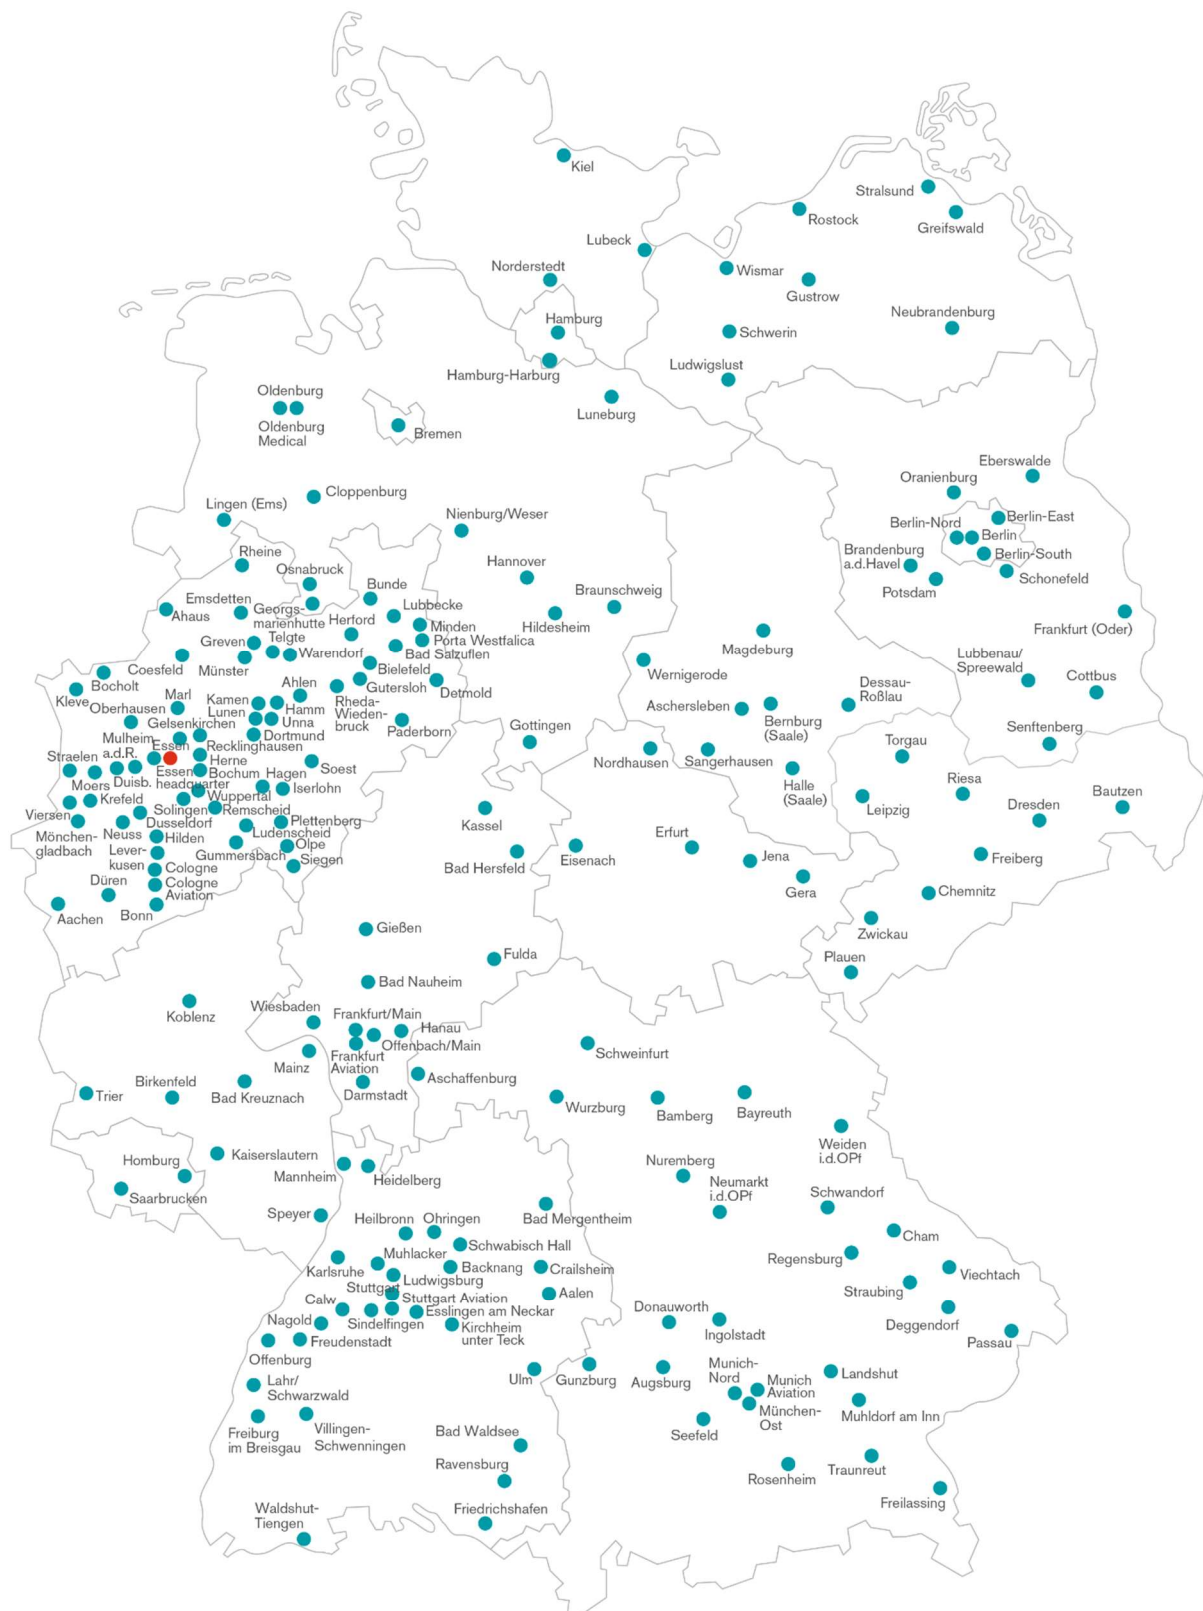 Kiel
Stralsund
Rostock
Greifswald
Lubeck
Norderstedt
Wismar
Gustrow
Hamburg
Neubrandenburg
Schwerin
Hamburg-Harburg
Ludwigslust
Luneburg
Oldenburg
Oldenburg
Medical
Bremen
Eberswalde
Oranienburg
Cloppenburg
Lingen (Ems)
Nienburg/Weser
Berlin-Nord
Berlin-East
Berlin
Berlin-South
Brandenburg
a.d.Havel
Schonefeld
Potsdam
Rheine
Osnabruck
Hannover
Bunde
Braunschweig
Emsdetten
Ahaus
Georgs-
marienhutte
Lubbecke
Herford
Minden
Hildesheim
Frankfurt (Oder)
Greven
Telgte
Porta Westfalica
Warendorf
Bad Salzuflen
Magdeburg
Coesfeld
Münster
Bielefeld
Wernigerode
Lubbenau/
Spreewald
Bocholt
Kleve
Ahlen
Gutersloh
Detmold
Cottbus
Marl
Oberhausen
Kamen
Hamm
Rheda-
Wieden-
bruck
Aschersleben
Bernburg
(Saale)
Dessau-
Roßlau
Gelsenkirchen
Lunen
Unna
Paderborn
Gottingen
Senftenberg
Mulheim
a.d.R.
Essen
Recklinghausen
Dortmund
Straelen
Herne
Soest
Nordhausen
Sangerhausen
Torgau
Moers
Duisb.
Essen
headquarter
Bochum
Hagen
Iserlohn
Halle
(Saale)
Riesa
Leipzig
Dresden
Bautzen
Krefeld
Wuppertal
Viersen
Solingen
Remscheid
Kassel
Mönchen-
gladbach
Neuss
Dusseldorf
Plettenberg
Hilden
Ludenscheid
Erfurt
Lever-
kusen
Gummersbach
Olpe
Siegen
Bad Hersfeld
Eisenach
Jena
Freiberg
Cologne
Düren
Cologne
Aviation
Gera
Chemnitz
Aachen
Bonn
Gießen
Zwickau
Fulda
Plauen
Bad Nauheim
Koblenz
Wiesbaden
Frankfurt/Main
Hanau
Offenbach/Main
Schweinfurt
Mainz
Frankfurt
Aviation
Aschaffenburg
Birkenfeld
Trier
Bad Kreuznach
Darmstadt
Wurzburg
Bamberg
Bayreuth
Weiden
i.d.OPf
Kaiserslautern
Homburg
Mannheim
Heidelberg
Nuremberg
Saarbrucken
Neumarkt
i.d.OPf
Schwandorf
Speyer
Heilbronn
Ohringen
Bad Mergentheim
Cham
Schwabisch Hall
Muhlacker
Regensburg
Karlsruhe
Backnang
Crailsheim
Viechtach
Ludwigsburg
Stuttgart
Straubing
Aalen
Calw
Stuttgart Aviation
Esslingen am Neckar
Donauworth
Deggendorf
Nagold
Sindelfingen
Kirchheim
unter Teck
Ingolstadt
Passau
Freudenstadt
Offenburg
Ulm
Gunzburg
Augsburg
Munich-
Nord
Munich
Aviation
Landshut
Lahr/
Schwarzwald
München-
Ost
Muhldorf am Inn
Seefeld
Freiburg
im Breisgau
Villingen-
Schwenningen
Bad Waldsee
Ravensburg
Rosenheim
Traunreut
Freilassing
Waldshut-
Tiengen
Friedrichshafen